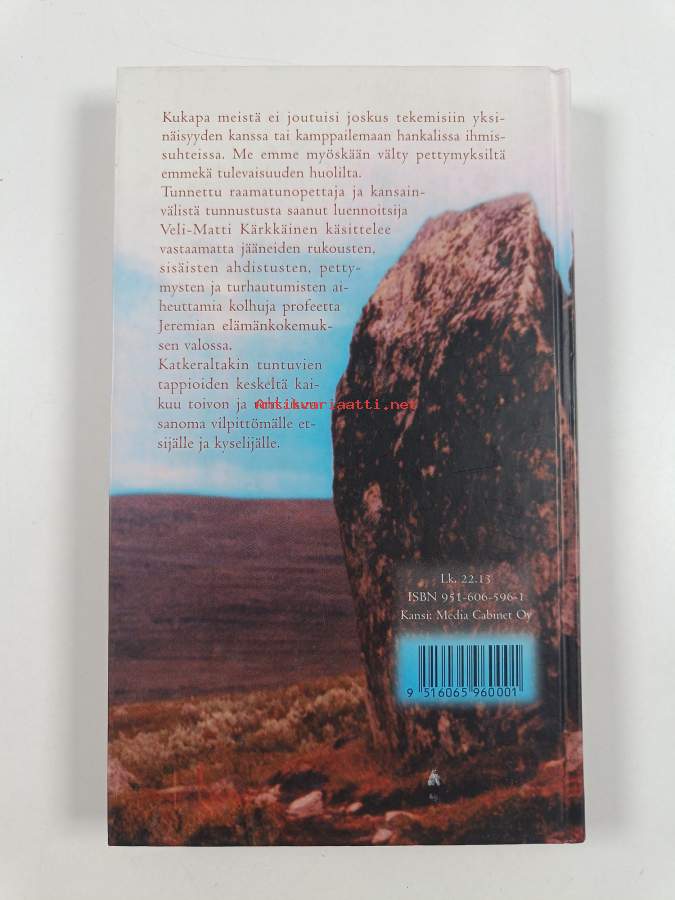 Kukapa meistä ei joutuisi joskus tekemisiin yksi-
näisyyden kanssa tai kamppailemaan hankalissa ihmis-
suhteissa. Me emme myöskään välty pettymyksiltä
emmekä tulevaisuuden huolilta.
Tunnettu raamatunopettaja ja kansain-
välistä tunnustusta saanut luennoitsija
Veli-Matti Kärkkäinen käsittelee
vastaamatta jääneiden rukousten,
sisäisten ahdistusten, petty-
mysten ja turhautumisten ai-
heuttamia kolhuja profeetta
Jeremian elämänkokemuk-
sen valossa.
Katkeraltakin tuntuvien
tappioiden keskeltä kai-
kuu toivon ja
Antikvariaatti.net
sanoma vilpittömälle et-
sijälle ja kyselijälle.
Lk. 22.13
ISBN 951-606-596-1
Kansi: Media Cabinet Oy
9 516065 960001